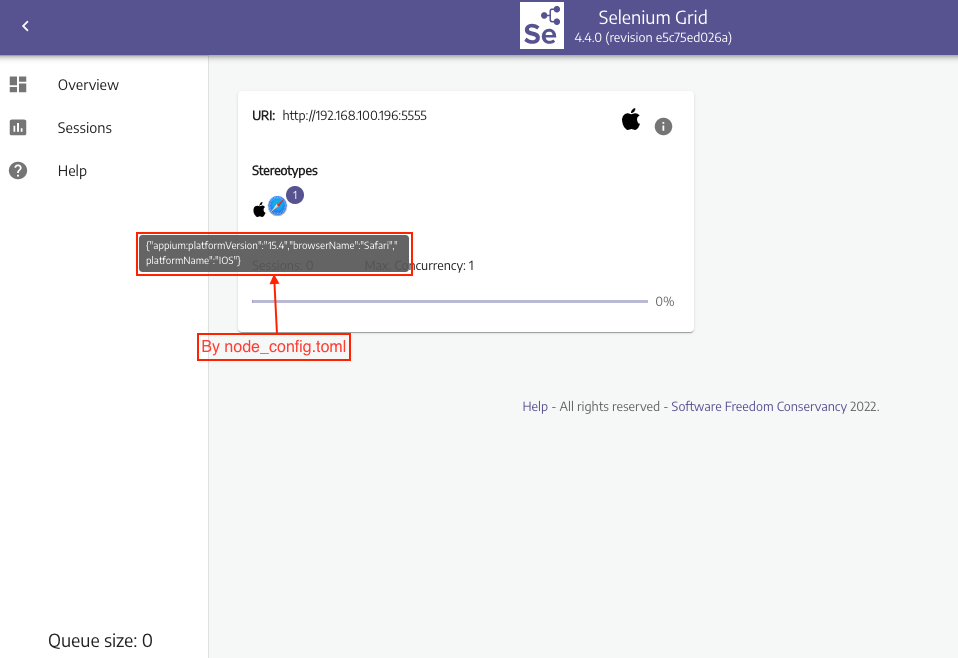 Se
Selenium Grid
4.4.0 (revision e5c75ed026a)
Overview
Sessions
Help
URI: http://192.168.100.196:5555
Stereotypes
1
{"appium:platformVersion":"15.4","browserName":"Safari","
platformName":"IOS"}
Sessions: 0 Max. Concurrency: 1
0%
By node_config.toml
Help - All rights reserved - Software Freedom Conservancy 2022.
Queue size: 0